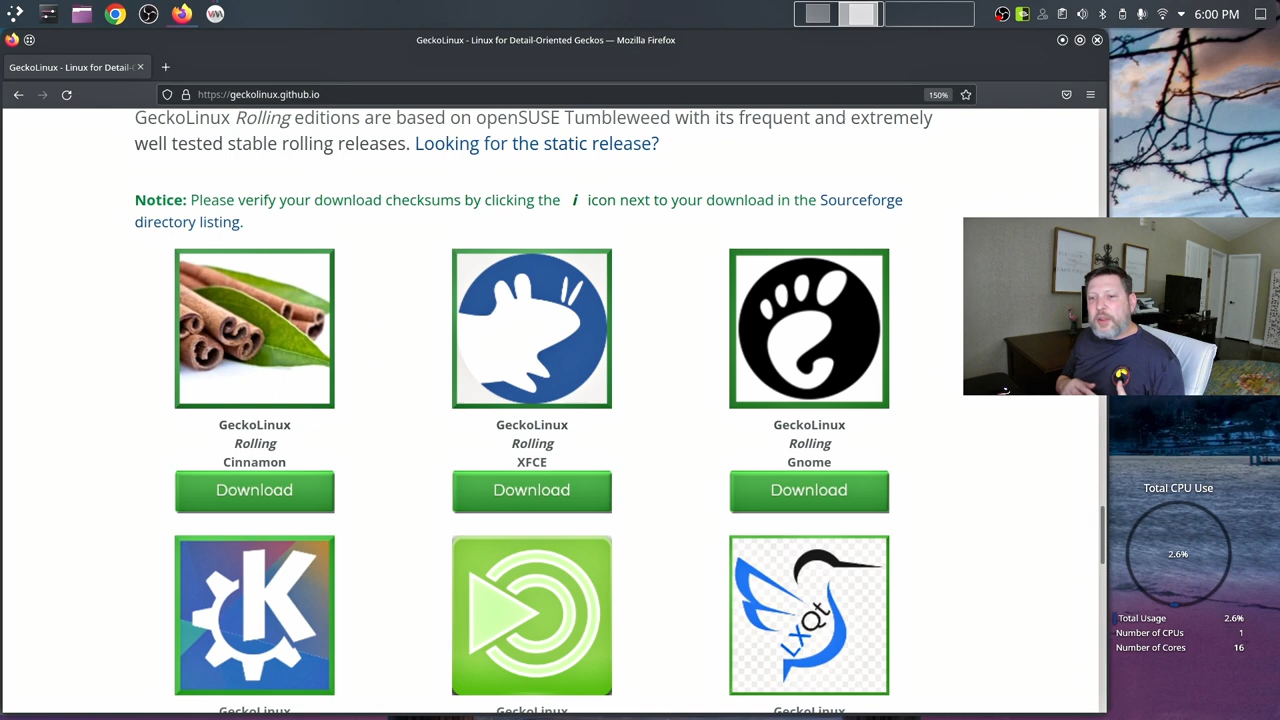 6:00 PM
GeckoLinux - Linux for Detail-Oriented Geckos — Mozilla Firefox
GeckoLinux - Linux for Detail-
https://geckolinux.github.io
150%
GeckoLinux Rolling editions are based on openSUSE Tumbleweed with its frequent and extremely
well tested stable rolling releases. Looking for the static release?
Notice: Please verify your download checksums by clicking the i icon next to your download in the Sourceforge
directory listing.
GeckoLinux
Rolling
Cinnamon
Download
GeckoLinux
Rolling
XFCE
Download
GeckoLinux
Rolling
Gnome
Download
K
LXQt
GeckoLinux
GeckoLinux
GeckoLinux
Total CPU Use
2.6%
Total Usage 2.6%
Number of CPUs 1
Number of Cores 16